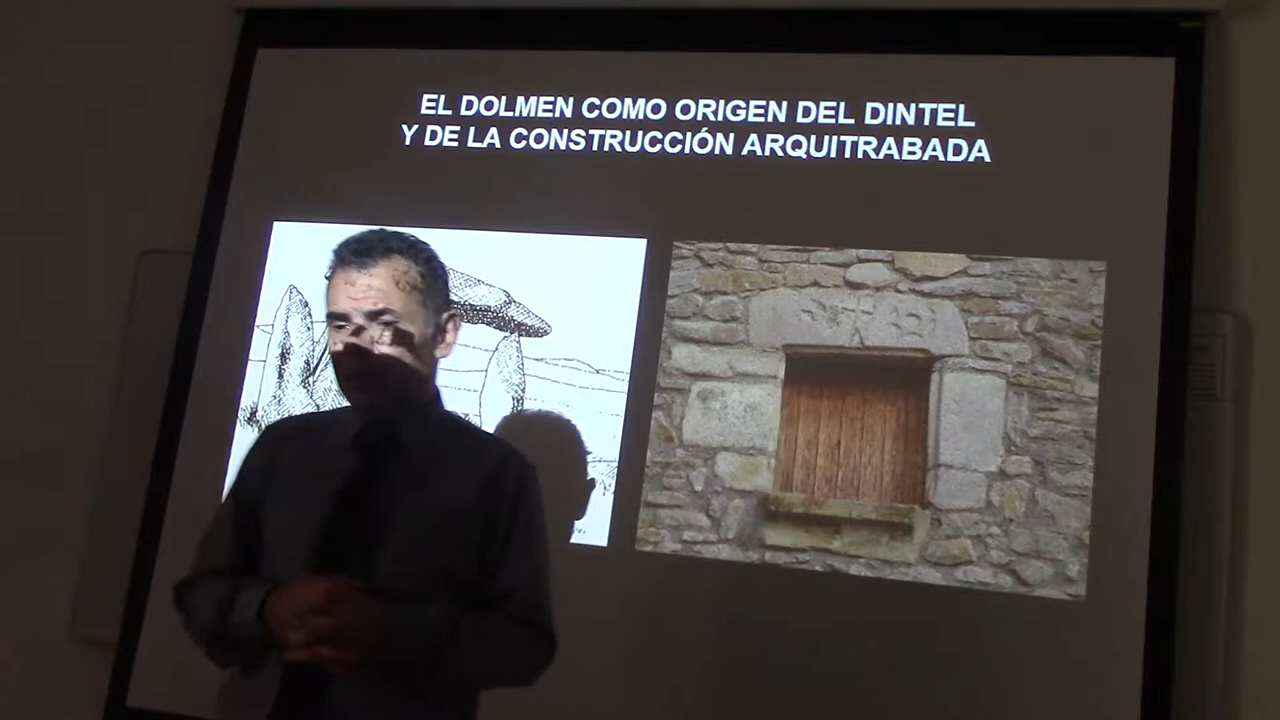 EL DOLMEN COMO ORIGEN DEL DINTEL
Y DE LA CONSTRUCCIÓN ARQUITRABADA